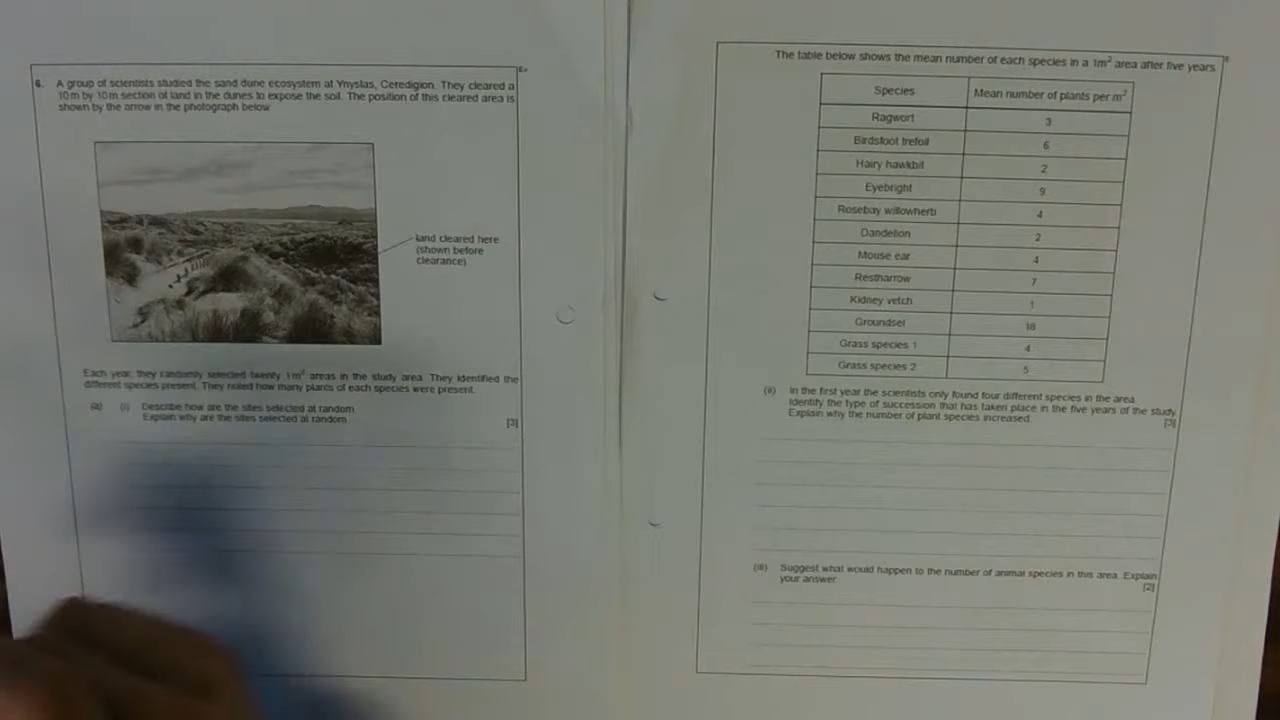 6. A group of scientists studied the sand dune ecosystem at Ynyslas, Ceredigion. They cleared a
10m by 10m section of land in the dunes to expose the soil. The position of this cleared area is
shown by the arrow in the photograph below
land cleared here
(shown before
clearance)
Each year, they randomly selected twenty 1m² areas in the study area. They identified the
different species present. They noted how many plants of each species were present.
(a) (i) Describe how are the sites selected at random
Explain why are the sites selected at random
[3]
The table below shows the mean number of each species in a 1m² area after five years
Species Mean number of plants per m²
Ragwort 3
Birdsfoot trefoil 6
Hairy hawkbit 2
Eyebright 9
Rosebay willowherb 4
Dandelion 2
Mouse ear 4
Restharrow 7
Kidney vetch 1
Groundsel 18
Grass species 1 4
Grass species 2 5
(ii) In the first year the scientists only found four different species in the area.
Identify the type of succession that has taken place in the five years of the study.
Explain why the number of plant species increased.
[3]
(iii) Suggest what would happen to the number of animal species in this area. Explain
your answer.
[2]